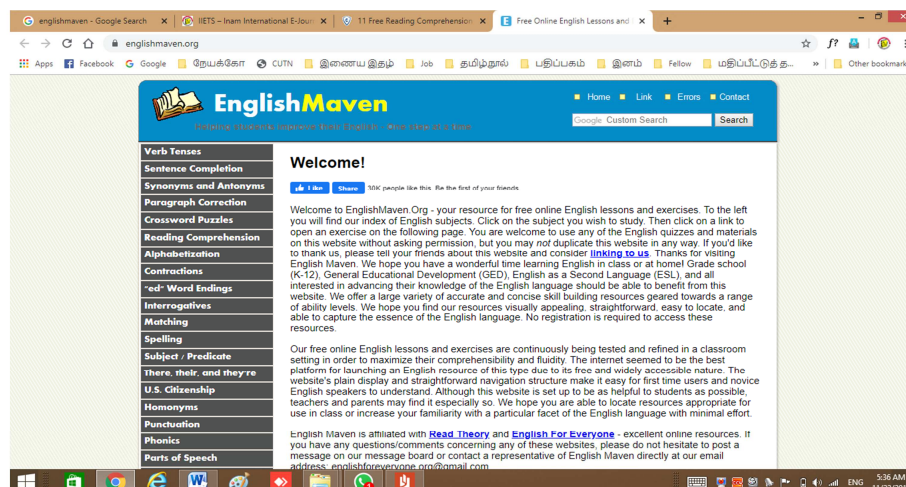 englishmaven - Google Search
IIETS – Inam International E-Jour
11 Free Reading Comprehension
Free Online English Lessons and
englishmaven.org
f?
Apps Facebook Google நேயக்கோ CUTN இணைய இதழ் Job தமிழ்நூல் பதிப்பகம் இனம் Fellow மதிப்பீட்டுத் த... » Other bookmark
EnglishMaven
Home Link Errors Contact
Google Custom Search Search
Verb Tenses
Sentence Completion
Synonyms and Antonyms
Paragraph Correction
Crossword Puzzles
Reading Comprehension
Alphabetization
Contractions
"ed" Word Endings
Interrogatives
Matching
Spelling
Subject / Predicate
There, their, and they're
U.S. Citizenship
Homonyms
Punctuation
Phonics
Parts of Speech
Welcome!
Like Share 30K people like this. Be the first of your friends.
Welcome to EnglishMaven.Org - your resource for free online English lessons and exercises. To the left
you will find our index of English subjects. Click on the subject you wish to study. Then click on a link to
open an exercise on the following page. You are welcome to use any of the English quizzes and materials
on this website without asking permission, but you may not duplicate this website in any way. If you'd like
to thank us, please tell your friends about this website and consider linking to us. Thanks for visiting
English Maven. We hope you have a wonderful time learning English in class or at home! Grade school
(K-12), General Educational Development (GED), English as a Second Language (ESL), and all
interested in advancing their knowledge of the English language should be able to benefit from this
website. We offer a large variety of accurate and concise skill building resources geared towards a range
of ability levels. We hope you find our resources visually appealing, straightforward, easy to locate, and
able to capture the essence of the English language. No registration is required to access these
resources.
Our free online English lessons and exercises are continuously being tested and refined in a classroom
setting in order to maximize their comprehensibility and fluidity. The internet seemed to be the best
platform for launching an English resource of this type due to its free and widely accessible nature. The
website's plain display and straightforward navigation structure make it easy for first time users and novice
English speakers to understand. Although this website is set up to be as helpful to students as possible,
teachers and parents may find it especially so. We hope you are able to locate resources appropriate for
use in class or increase your familiarity with a particular facet of the English language with minimal effort.
English Maven is affiliated with Read Theory and English For Everyone - excellent online resources. If
you have any questions/comments concerning any of these websites, please do not hesitate to post a
message on our message board or contact a representative of English Maven directly at our email
address: englishforeveryone.org@gmail.com
ENG 5:36 AM